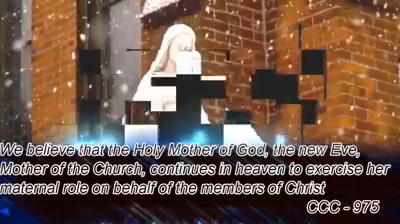 We believe that the Holy Mother of God, the new Eve,
Mother of the Church, continues in heaven to exercise her
maternal role on behalf of the members of Christ
CCC - 975